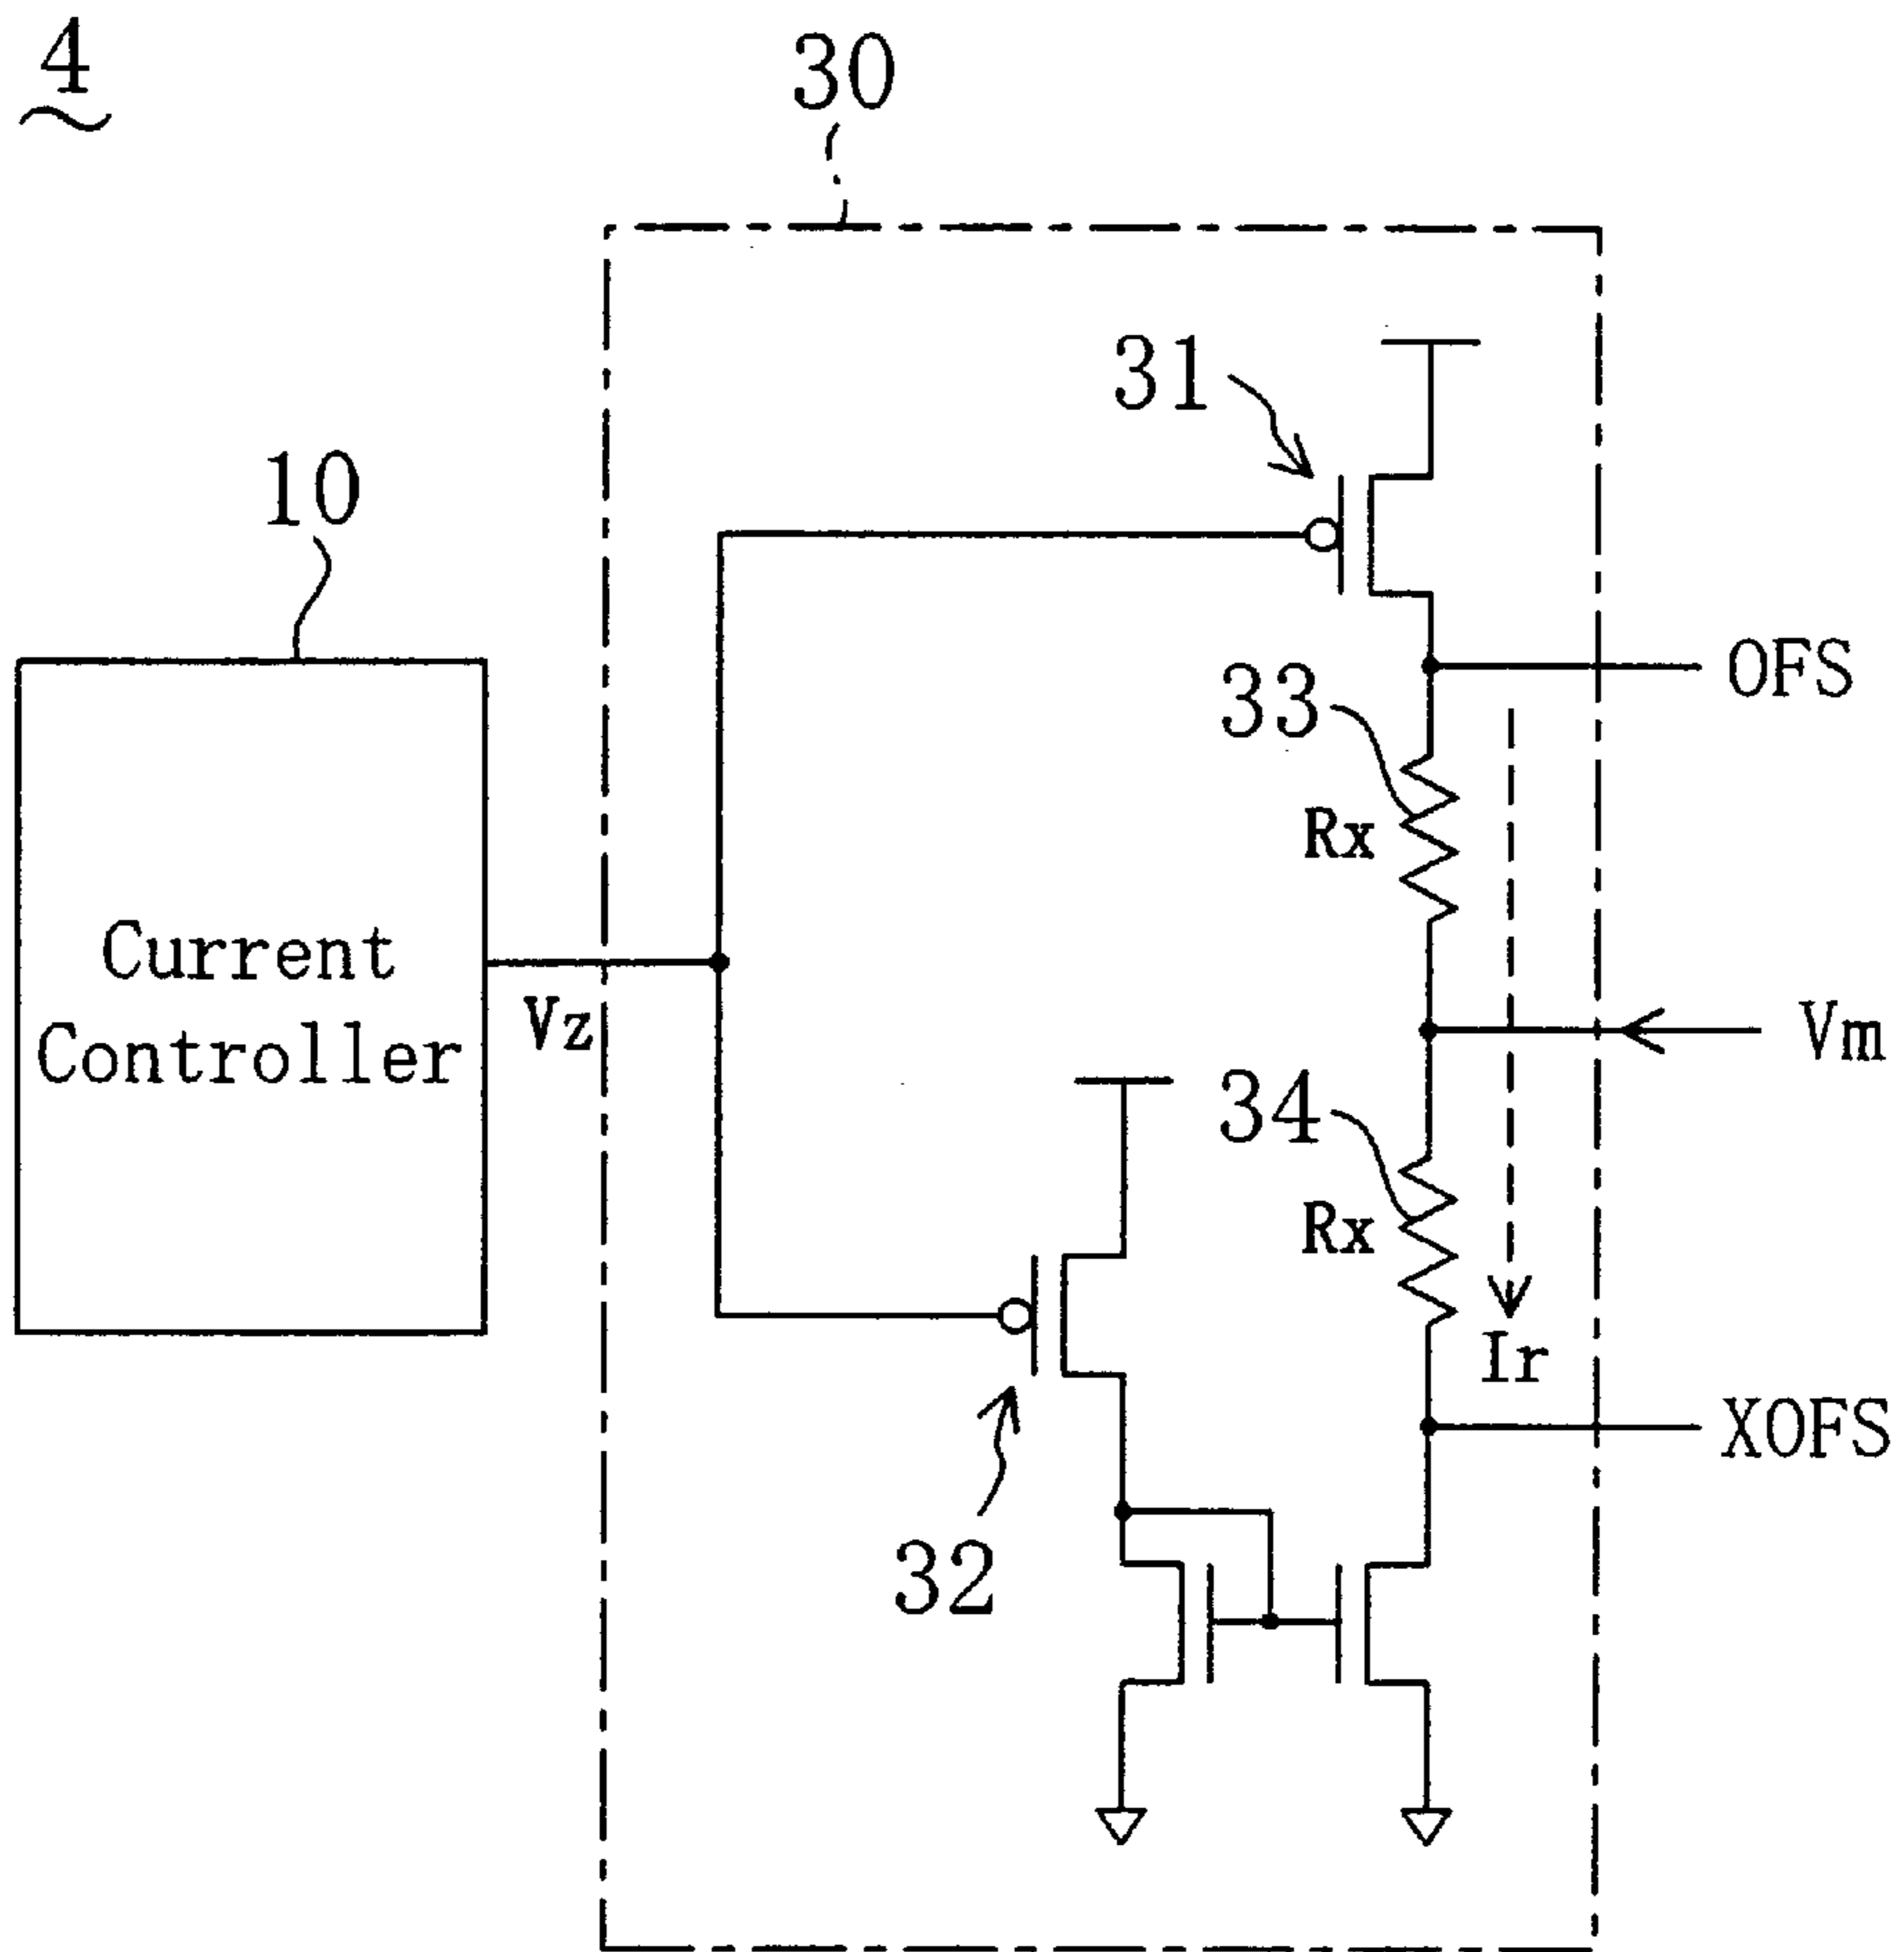 4
30
31
10
OFS
33
Rx
Current
Controller
Vz
Vm
34
Rx
Ir
XOFS
32